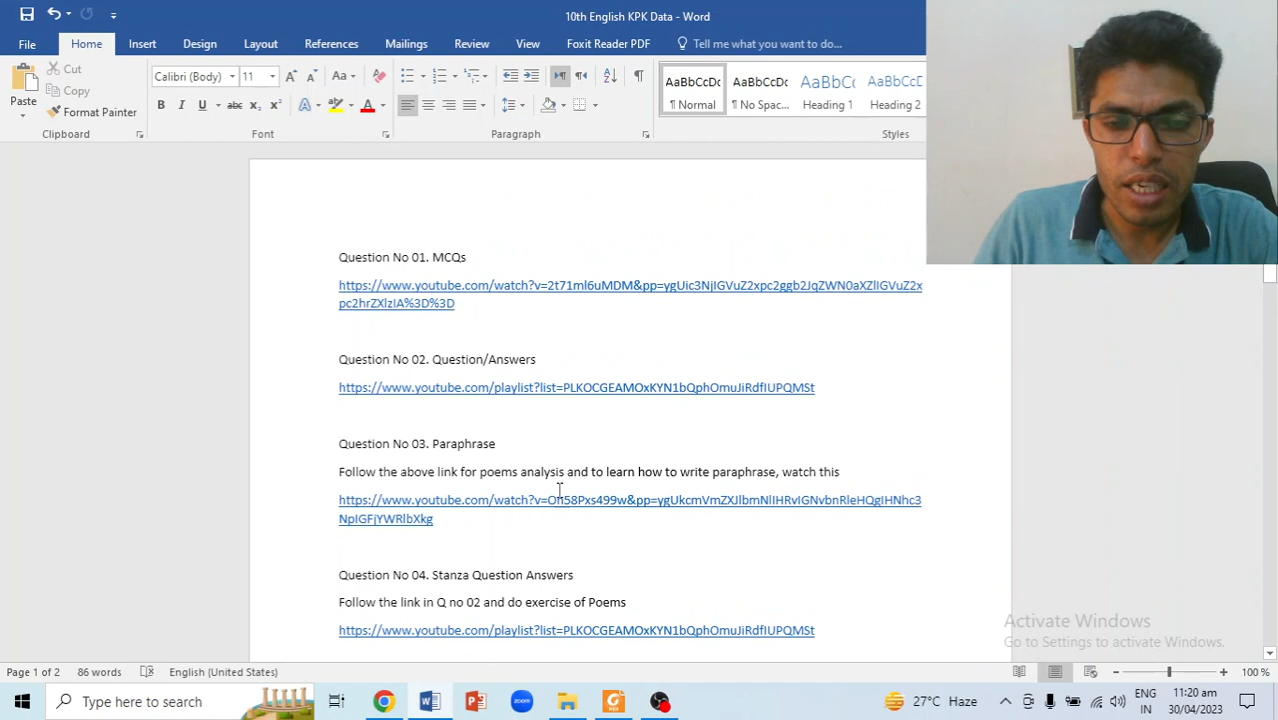 10th English KPK Data - Word
File
Home
Insert
Design
Layout
References
Mailings
Review
View
Foxit Reader PDF
Tell me what you want to do...
Paste
Cut
Copy
Format Painter
Clipboard
Calibri (Body)
11
Font
Paragraph
AaBbCcDc
¶ Normal
AaBbCcDc
¶ No Spac...
AaBbCc
Heading 1
AaBbCcD
Heading 2
Styles
Question No 01. MCQs
https://www.youtube.com/watch?v=2t71ml6uMDM&pp=ygUic3NjIGVuZ2xpc2ggb2JqZWN0aXZlIGVuZ2x
pc2hrZXlzIA%3D%3D
Question No 02. Question/Answers
https://www.youtube.com/playlist?list=PLKOCGEAMOxKYN1bQphOmuJiRdfIUPQMSt
Question No 03. Paraphrase
Follow the above link for poems analysis and to learn how to write paraphrase, watch this
https://www.youtube.com/watch?v=On58Pxs499w&pp=ygUkcmVmZXJlbmNlIHRvIGNvbnRleHQgIHNhc3
NpIGFjYWRlbXkg
Question No 04. Stanza Question Answers
Follow the link in Q no 02 and do exercise of Poems
https://www.youtube.com/playlist?list=PLKOCGEAMOxKYN1bQphOmuJiRdfIUPQMSt
Activate Windows
Go to Settings to activate Windows.
Page 1 of 2
86 words
English (United States)
100 %
Type here to search
zoom
27°C Haze
ENG
IN
11:20 am
30/04/2023